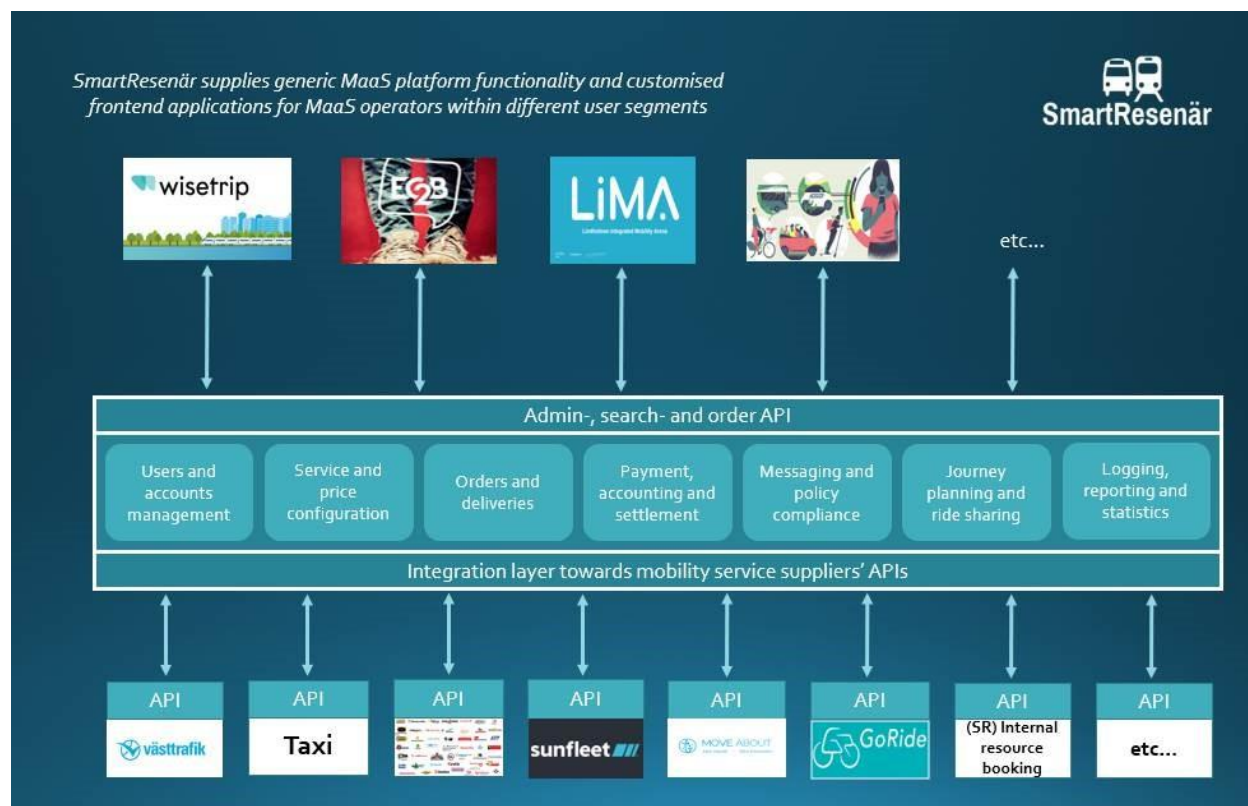 SmartResenär supplies generic MaaS platform functionality and customised
frontend applications for MaaS operators within different user segments
SmartResenär
wisetrip
EC2B
LiMA
etc...
Admin-, search- and order API
Users and
accounts
management
Service and
price
configuration
Orders and
deliveries
Payment,
accounting and
settlement
Messaging and
policy
compliance
Journey
planning and
ride sharing
Logging,
reporting and
statistics
Integration layer towards mobility service suppliers’ APIs
API
västtrafik
API
Taxi
API
API
sunfleet
API
MOVE ABOUT
API
GoRide
API
(SR) Internal
resource
booking
API
etc...